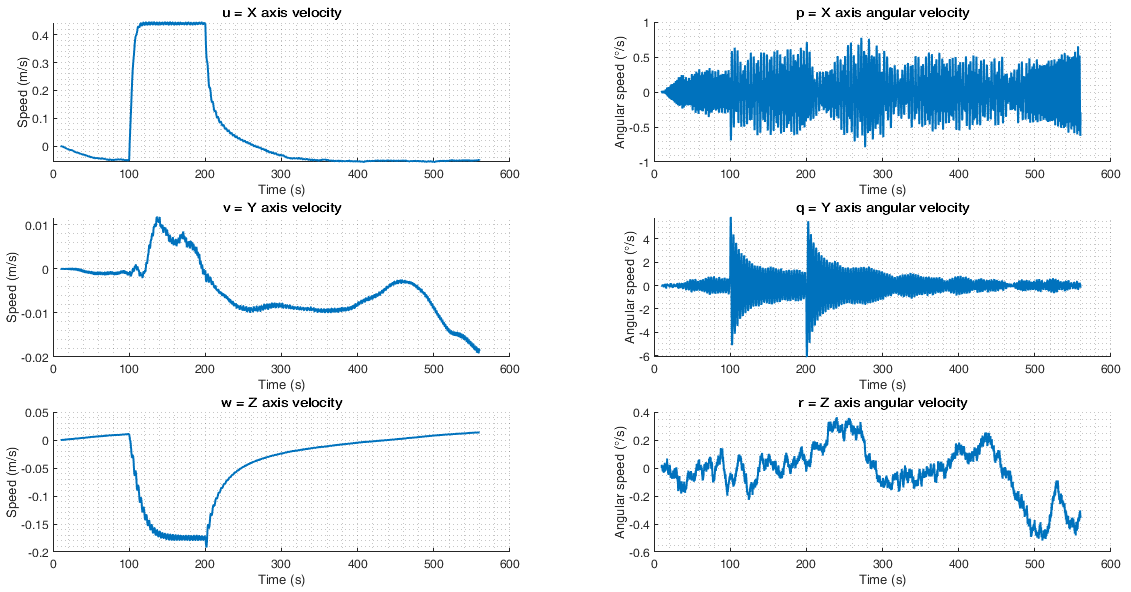 u = X axis velocity
Speed (m/s)
0.4
0.3
0.2
0.1
0
0 100 200 300 400 500 600
Time (s)
p = X axis angular velocity
Angular speed (°/s)
1
0.5
0
-0.5
-1
0 100 200 300 400 500 600
Time (s)
v = Y axis velocity
Speed (m/s)
0.01
0
-0.01
-0.02
0 100 200 300 400 500 600
Time (s)
q = Y axis angular velocity
Angular speed (°/s)
4
2
0
-2
-4
-6
0 100 200 300 400 500 600
Time (s)
w = Z axis velocity
Speed (m/s)
0.05
0
-0.05
-0.1
-0.15
-0.2
0 100 200 300 400 500 600
Time (s)
r = Z axis angular velocity
Angular speed (°/s)
0.4
0.2
0
-0.2
-0.4
-0.6
0 100 200 300 400 500 600
Time (s)